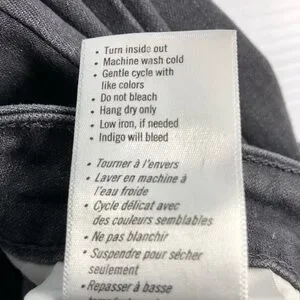 • Turn inside out
• Machine wash cold
• Gentle cycle with
like colors
• Do not bleach
• Hang dry only
• Low iron, if needed
• Indigo will bleed
• Tourner à l'envers
• Laver en machine à
l'eau froide
• Cycle délicat avec
des couleurs semblables
• Ne pas blanchir
• Suspendre pour sécher
seulement
• Repasser à basse